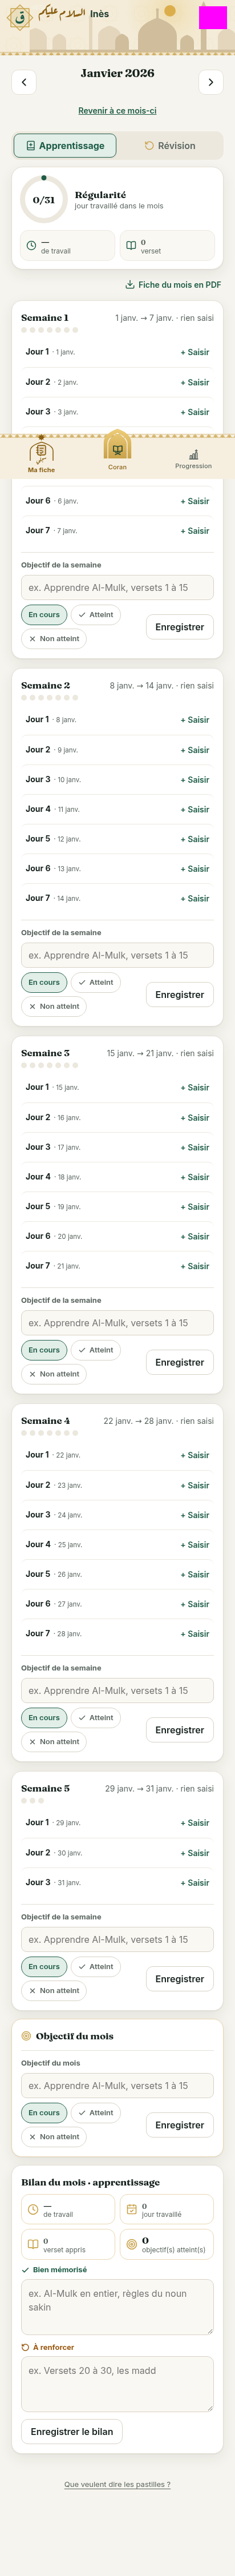 السلام عليكم Inès
Janvier 2026
Revenir à ce mois-ci
Apprentissage
Révision
0/31
Régularité
jour travaillé dans le mois
—
de travail
0
verset
Fiche du mois en PDF
Semaine 1
1 janv. → 7 janv. · rien saisi
Jour 1 · 1 janv.
+ Saisir
Jour 2 · 2 janv.
+ Saisir
Jour 3 · 3 janv.
+ Saisir
Ma fiche
Coran
Progression
Jour 6 · 6 janv.
+ Saisir
Jour 7 · 7 janv.
+ Saisir
Objectif de la semaine
ex. Apprendre Al-Mulk, versets 1 à 15
En cours
Atteint
Non atteint
Enregistrer
Semaine 2
8 janv. → 14 janv. · rien saisi
Jour 1 · 8 janv.
+ Saisir
Jour 2 · 9 janv.
+ Saisir
Jour 3 · 10 janv.
+ Saisir
Jour 4 · 11 janv.
+ Saisir
Jour 5 · 12 janv.
+ Saisir
Jour 6 · 13 janv.
+ Saisir
Jour 7 · 14 janv.
+ Saisir
Objectif de la semaine
ex. Apprendre Al-Mulk, versets 1 à 15
En cours
Atteint
Non atteint
Enregistrer
Semaine 3
15 janv. → 21 janv. · rien saisi
Jour 1 · 15 janv.
+ Saisir
Jour 2 · 16 janv.
+ Saisir
Jour 3 · 17 janv.
+ Saisir
Jour 4 · 18 janv.
+ Saisir
Jour 5 · 19 janv.
+ Saisir
Jour 6 · 20 janv.
+ Saisir
Jour 7 · 21 janv.
+ Saisir
Objectif de la semaine
ex. Apprendre Al-Mulk, versets 1 à 15
En cours
Atteint
Non atteint
Enregistrer
Semaine 4
22 janv. → 28 janv. · rien saisi
Jour 1 · 22 janv.
+ Saisir
Jour 2 · 23 janv.
+ Saisir
Jour 3 · 24 janv.
+ Saisir
Jour 4 · 25 janv.
+ Saisir
Jour 5 · 26 janv.
+ Saisir
Jour 6 · 27 janv.
+ Saisir
Jour 7 · 28 janv.
+ Saisir
Objectif de la semaine
ex. Apprendre Al-Mulk, versets 1 à 15
En cours
Atteint
Non atteint
Enregistrer
Semaine 5
29 janv. → 31 janv. · rien saisi
Jour 1 · 29 janv.
+ Saisir
Jour 2 · 30 janv.
+ Saisir
Jour 3 · 31 janv.
+ Saisir
Objectif de la semaine
ex. Apprendre Al-Mulk, versets 1 à 15
En cours
Atteint
Non atteint
Enregistrer
Objectif du mois
Objectif du mois
ex. Apprendre Al-Mulk, versets 1 à 15
En cours
Atteint
Non atteint
Enregistrer
Bilan du mois · apprentissage
—
de travail
0
jour travaillé
0
verset appris
0
objectif(s) atteint(s)
Bien mémorisé
ex. Al-Mulk en entier, règles du noun
sakin
À renforcer
ex. Versets 20 à 30, les madd
Enregistrer le bilan
Que veulent dire les pastilles ?